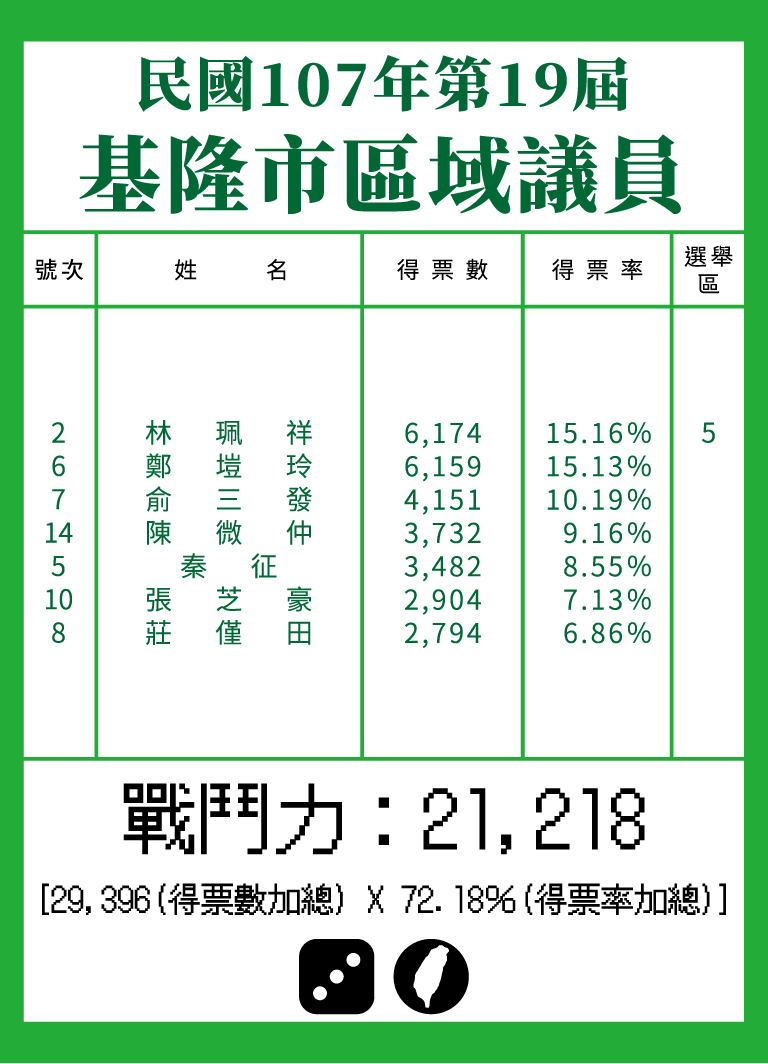 民國107年第19屆
基隆市區域議員
號次 姓名 得票數 得票率 選舉區
2 林珮祥 6,174 15.16% 5
6 鄭塏玲 6,159 15.13%
7 俞三發 4,151 10.19%
14 陳微仲 3,732 9.16%
5 秦征 3,482 8.55%
10 張芝豪 2,904 7.13%
8 莊僅田 2,794 6.86%
戰鬥力：21,218
[29,396(得票數加總) X 72.18%(得票率加總)]